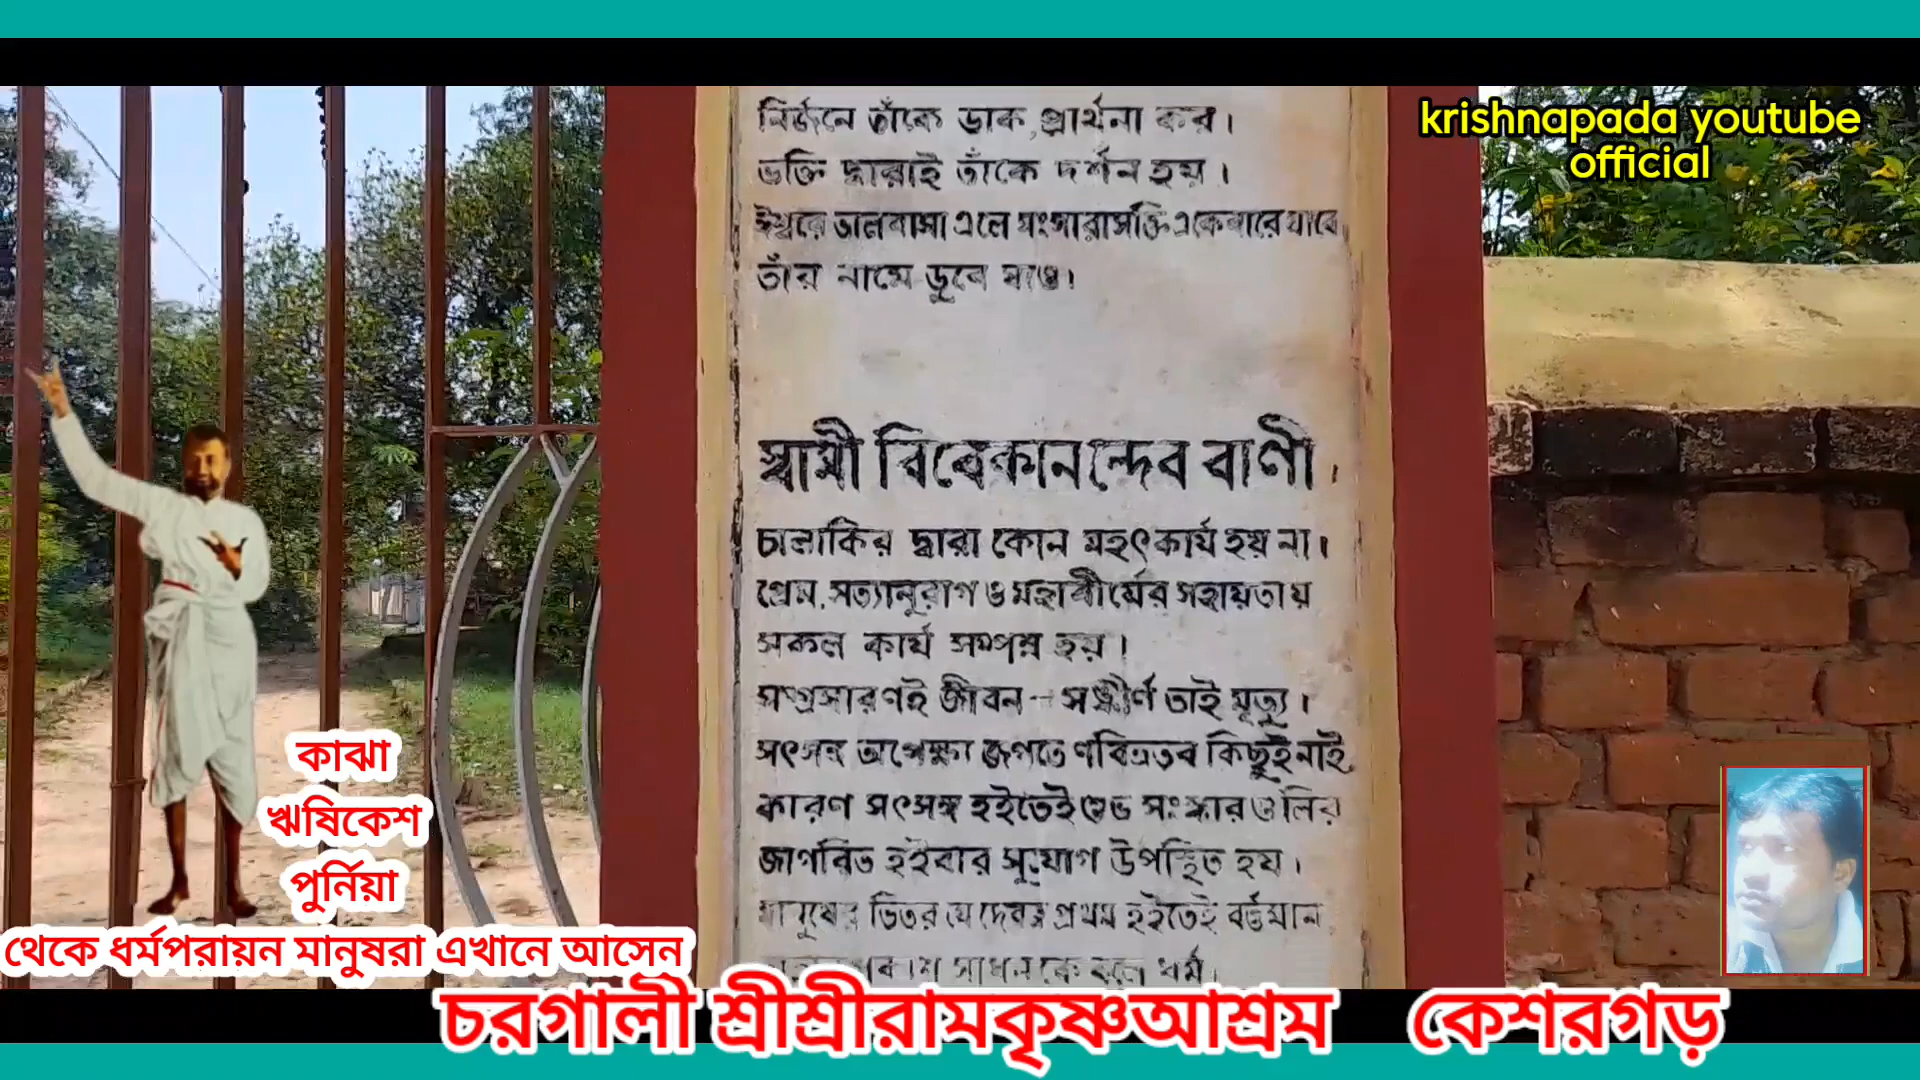 krishnapada youtube
official
নির্জনে তাঁকে ডাক, প্রার্থনা কর।
ভক্তি দ্বারাই তাঁকে দর্শন হয়।
ঈশ্বরে ভালবাসা এলে সংসারাসক্তি একেবারে যাবে,
তাঁর নামে ডুবে যাও।
স্বামী বিবেকানন্দের বাণী।
চালাকির দ্বারা কোন মহৎকার্য হয় না।
প্রেম, সত্যানুরাগ ও মহাবীর্যের সহায়তায়
সকল কার্য সম্পন্ন হয়।
সম্প্রসারণই জীবন - সঙ্কীর্ণ তাই মৃত্যু।
সৎসঙ্গ অপেক্ষা জগতে পবিত্রতর কিছুই নাই,
কারণ সৎসঙ্গ হইতেই শুভ সংস্কার গুলির
জাগরিত হইবার সুযোগ উপস্থিত হয়।
মানুষের ভিতর যে দেবত্ব প্রথম হইতেই বর্ত্তমান,
সাধনকে বলে ধর্ম।
কাঝা
ঋষিকেশ
পুর্নিয়া
থেকে ধর্মপরায়ন মানুষরা এখানে আসেন
চরগালী শ্রীশ্রীরামকৃষ্ণআশ্রম কেশরগড়